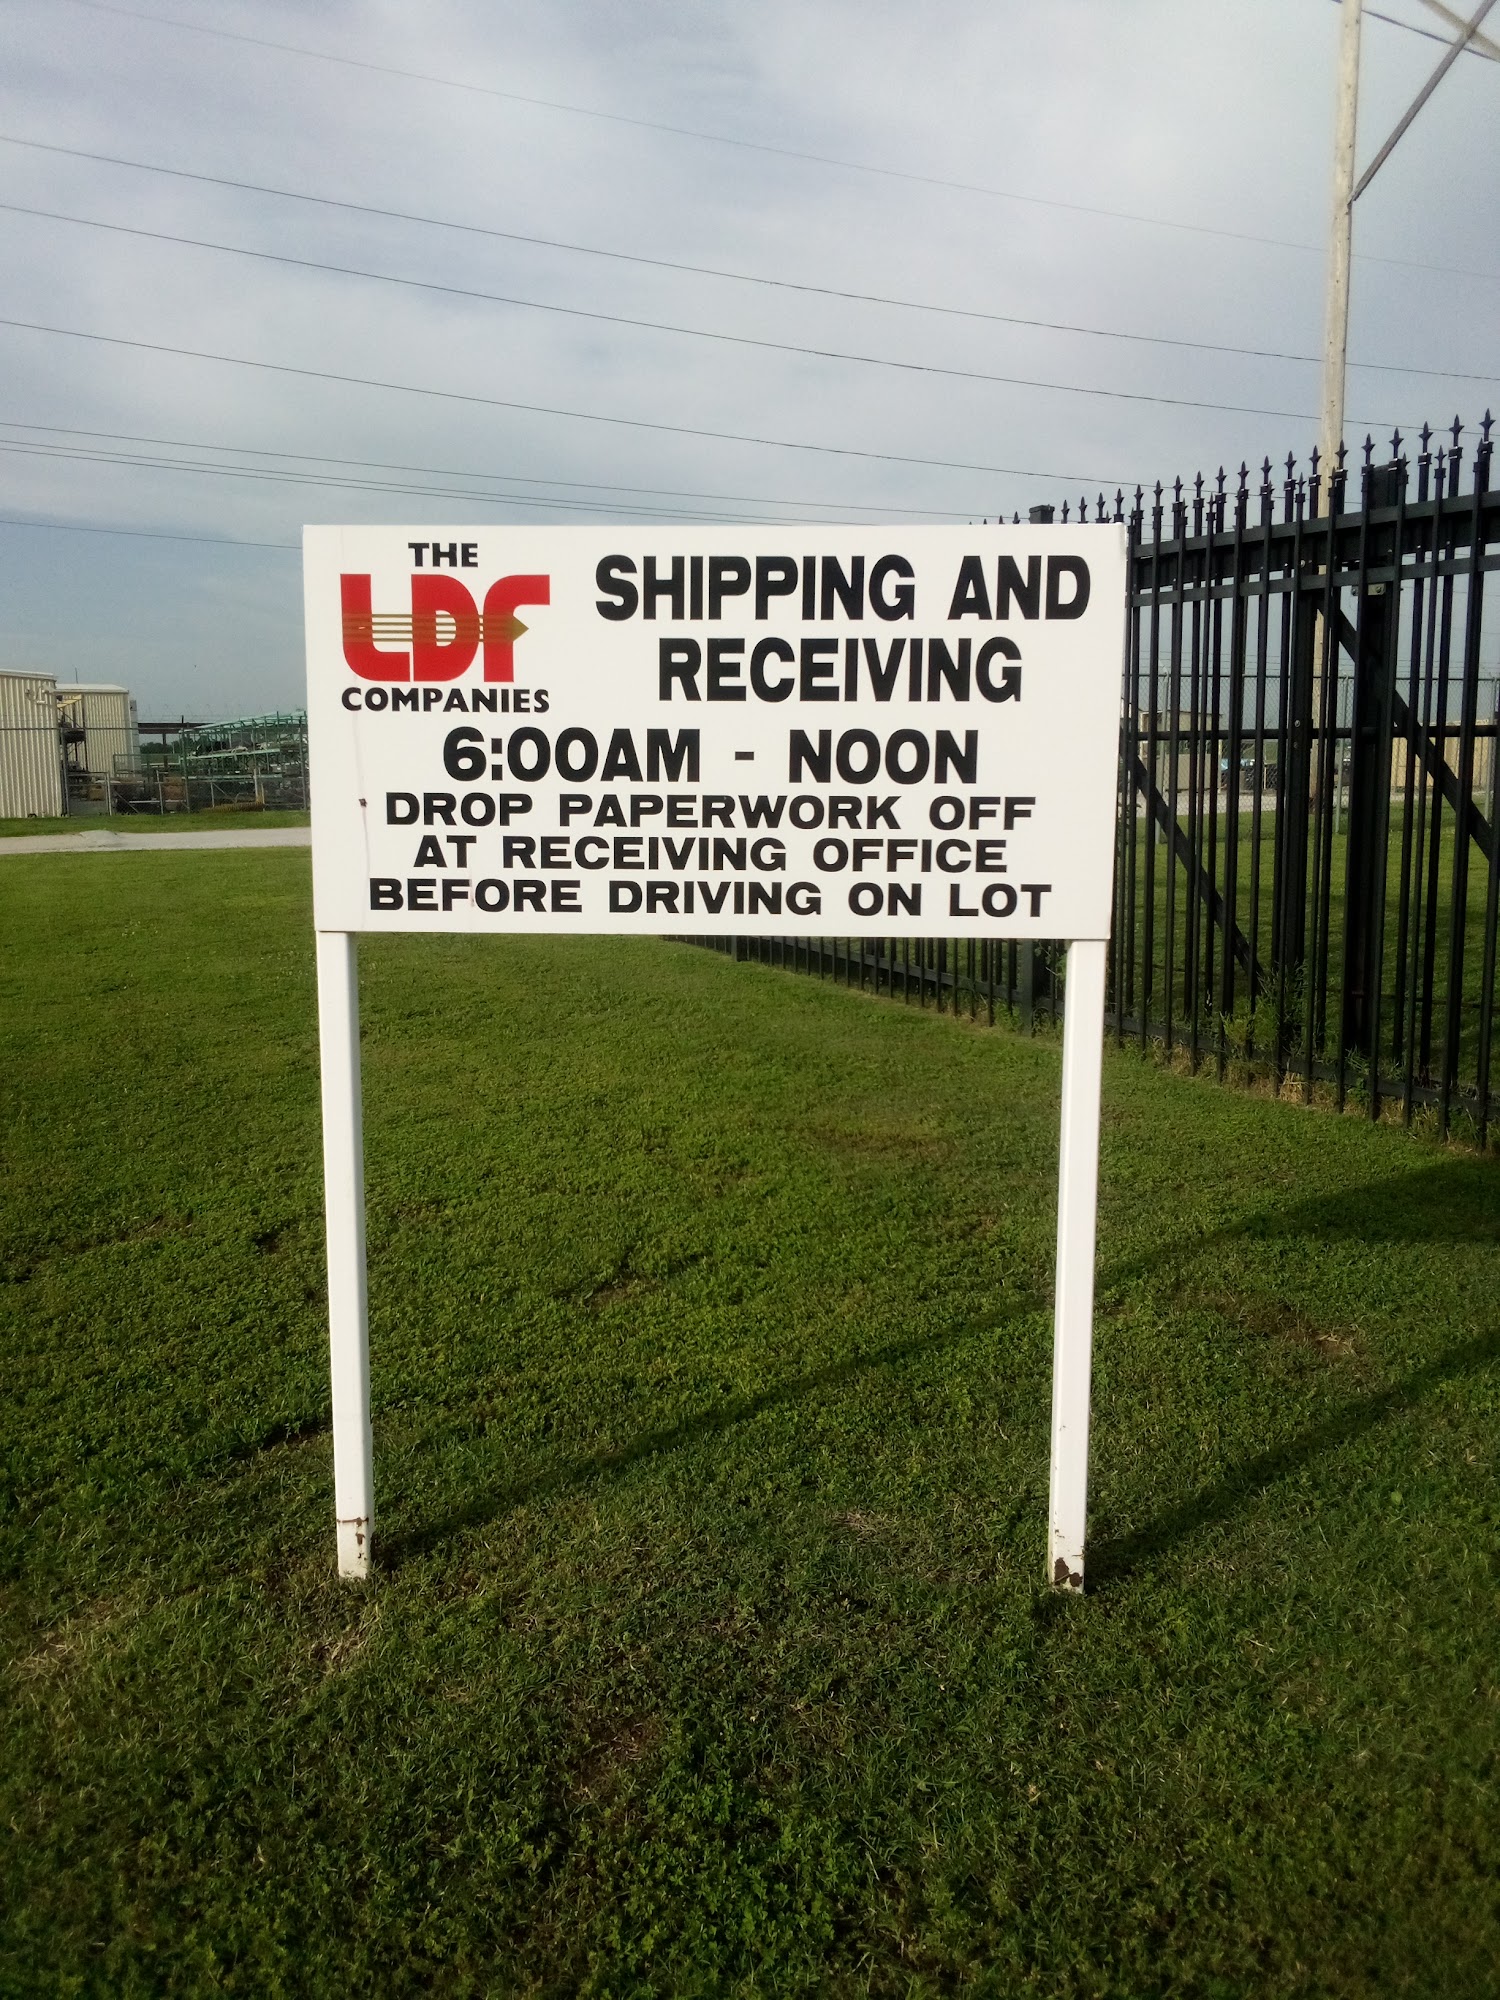 THE
LDF
COMPANIES
SHIPPING AND
RECEIVING
6:00AM - NOON
DROP PAPERWORK OFF
AT RECEIVING OFFICE
BEFORE DRIVING ON LOT